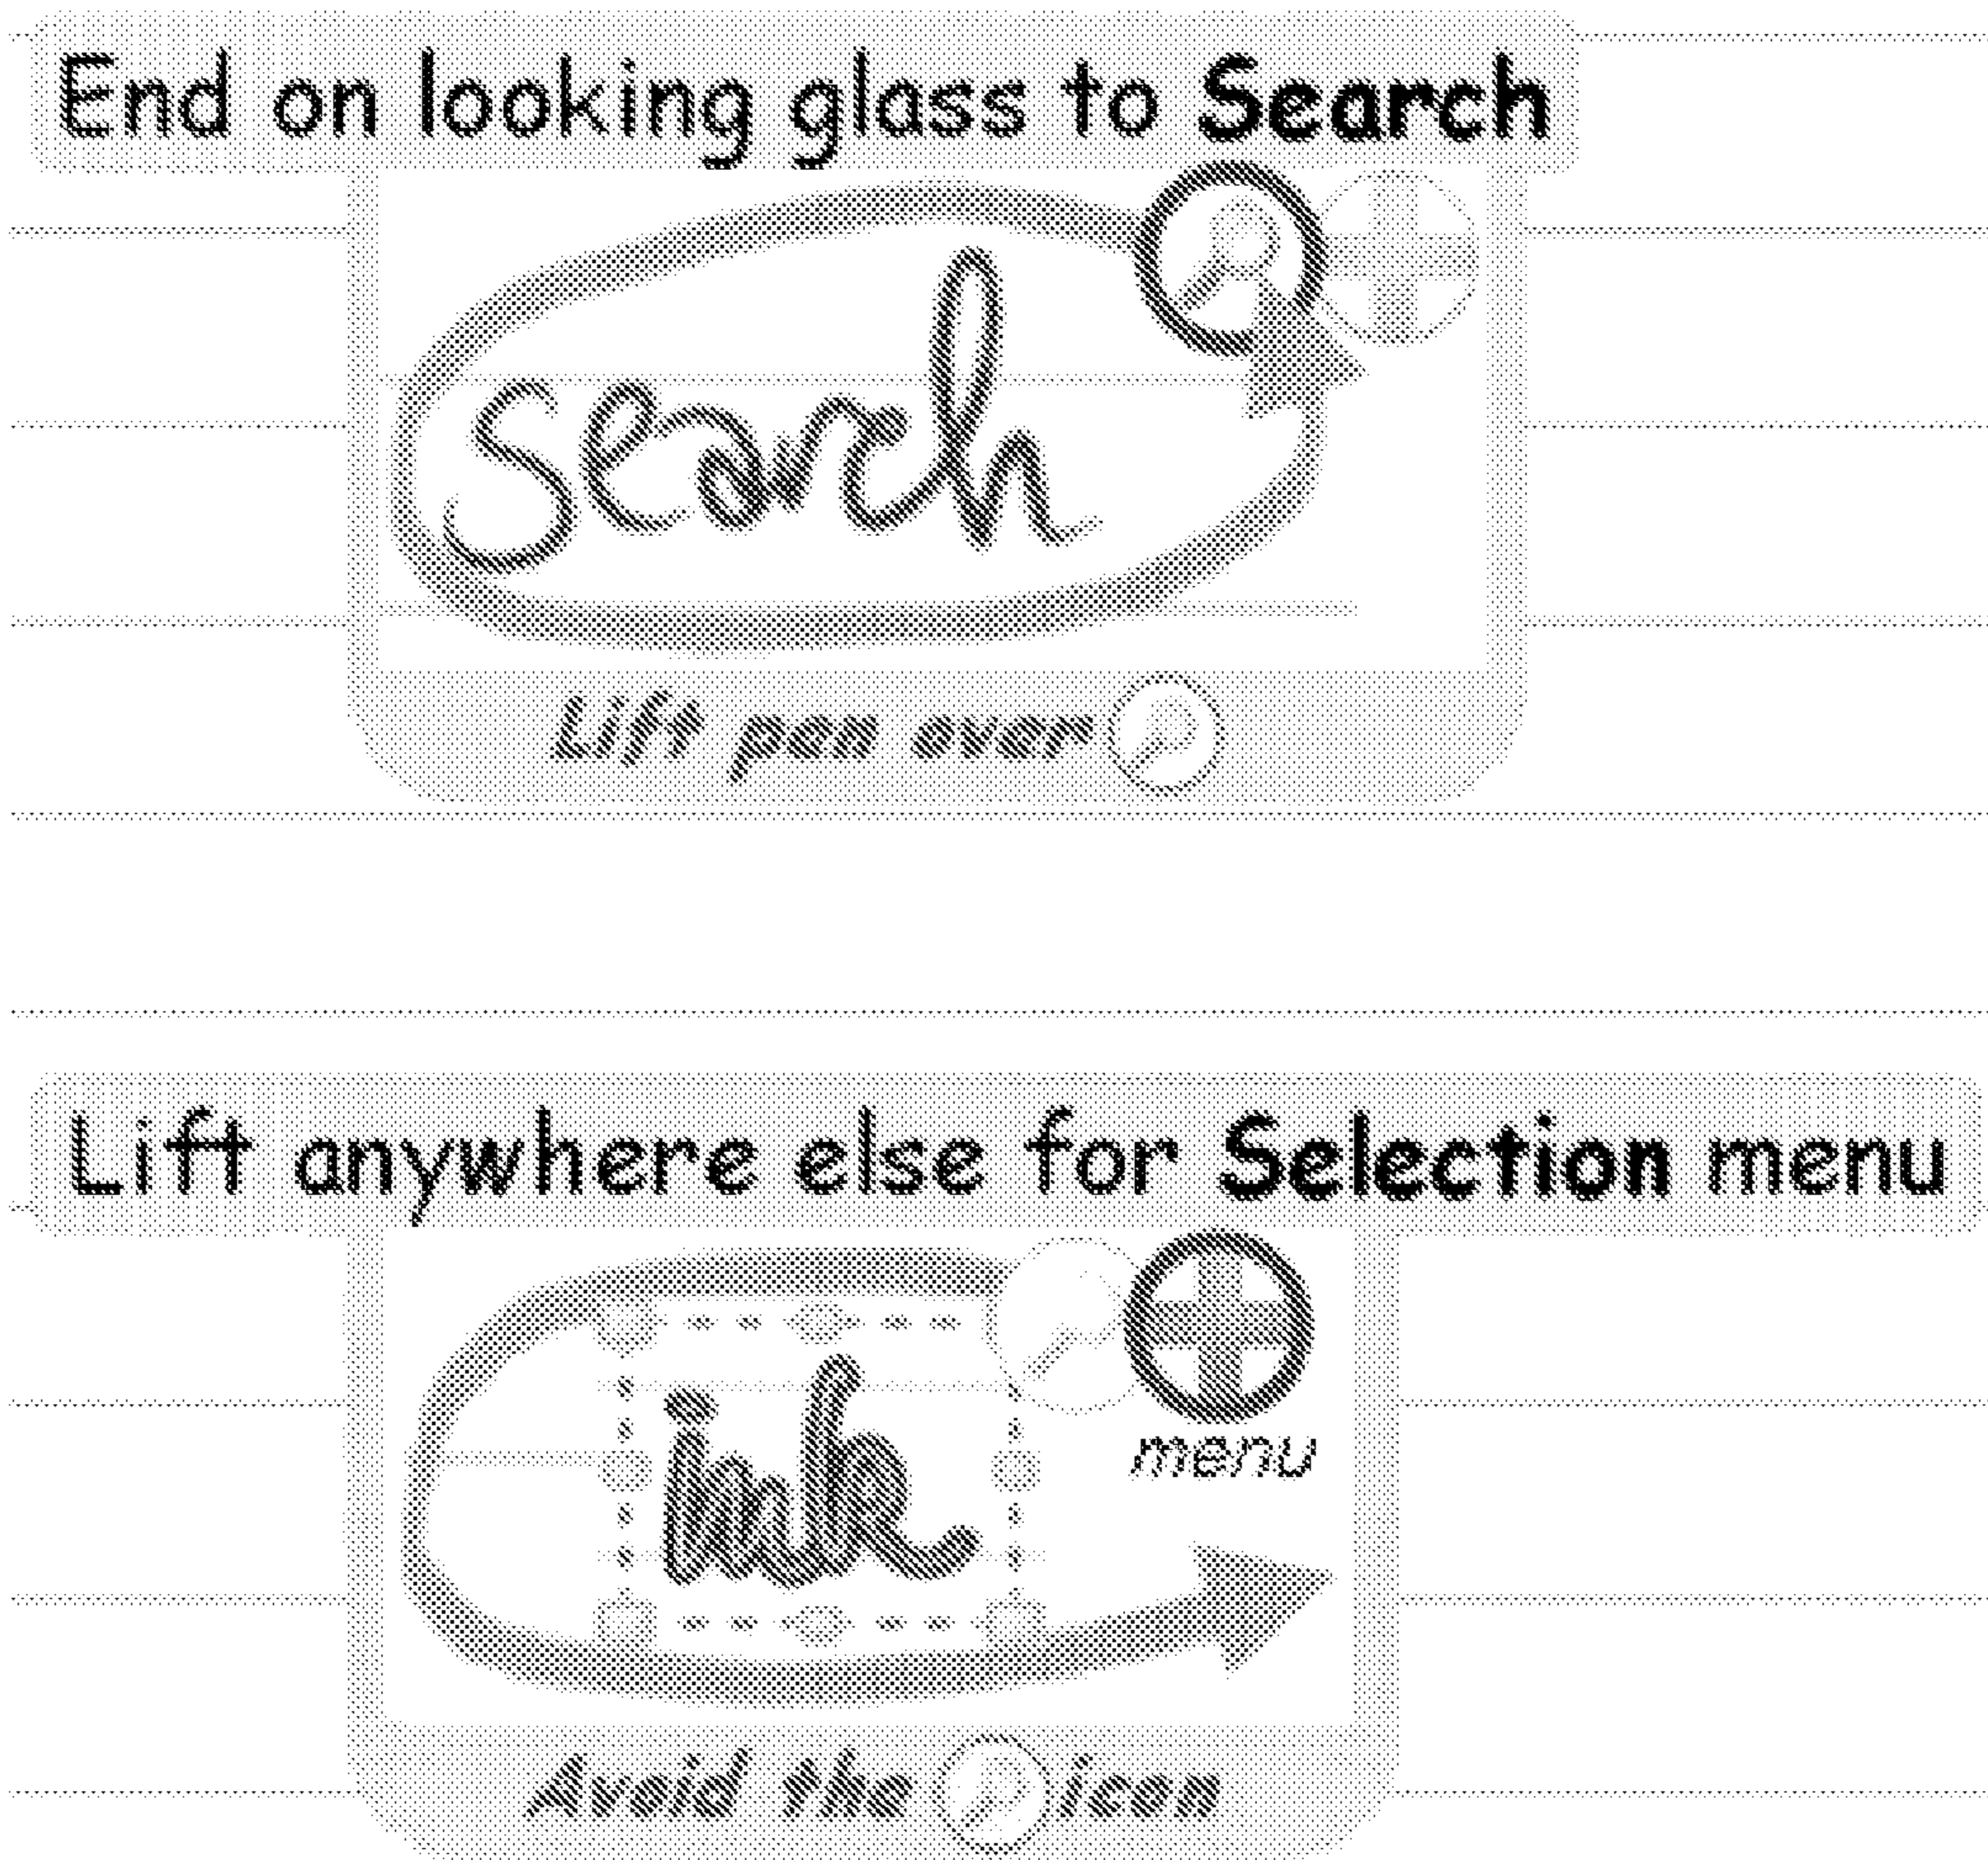 End on looking glass to Search
Search
Lift pen over
Lift anywhere else for Selection menu
ink
menu
Avoid the icon